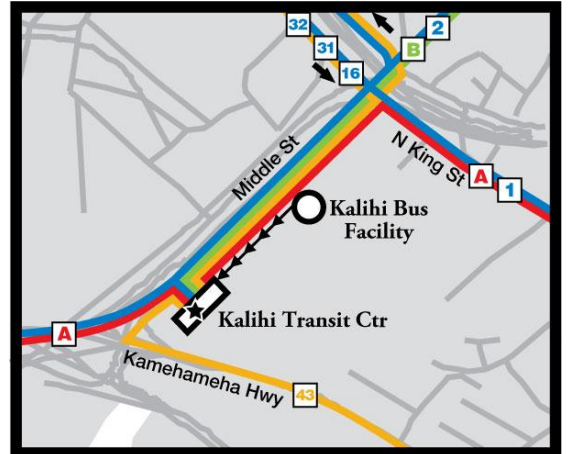 32
2
B
31
16
Middle St
N King St
A
1
Kalihi Bus
Facility
Kalihi Transit Ctr
A
Kamehameha Hwy
43